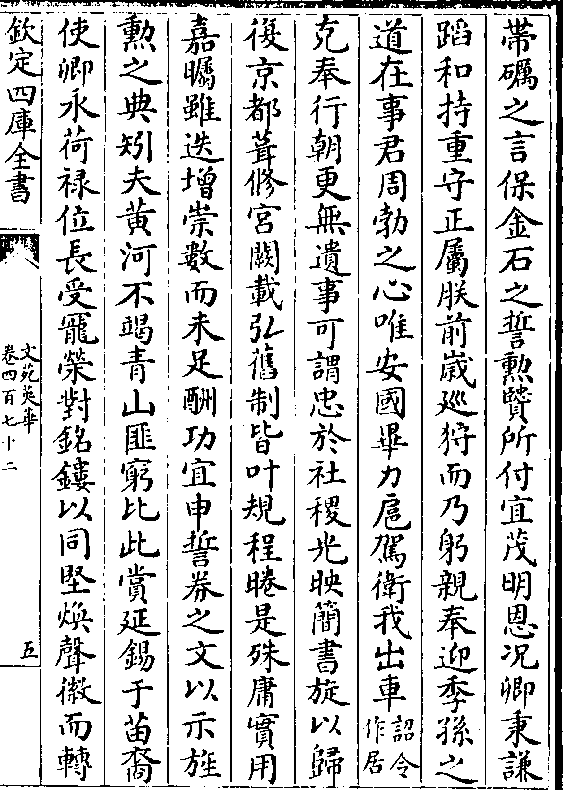 帶礪之言保金石之誓勲賢所付宜茂明恩况卿秉謙
蹈和持重守正屬朕前歳廵狩而乃躬親奉迎季孫之
道在事君周勃之心唯安國畢力扈駕衛我出車詔令作居
克奉行朝更無遺事可謂忠於社稷光映簡書旋以歸
復京都葺修宫闕載弘舊制皆叶規程睠是殊庸實用
嘉矚雖迭增崇數而未足酬功宜申誓券之文以示旌
勲之典矧夫黄河不竭青山匪窮比此賞延錫于苗裔
使卿永荷禄位長受寵榮對銘鏤以同堅煥聲徽而轉
欽定四庫全書
文苑英華
卷四百七十二
五